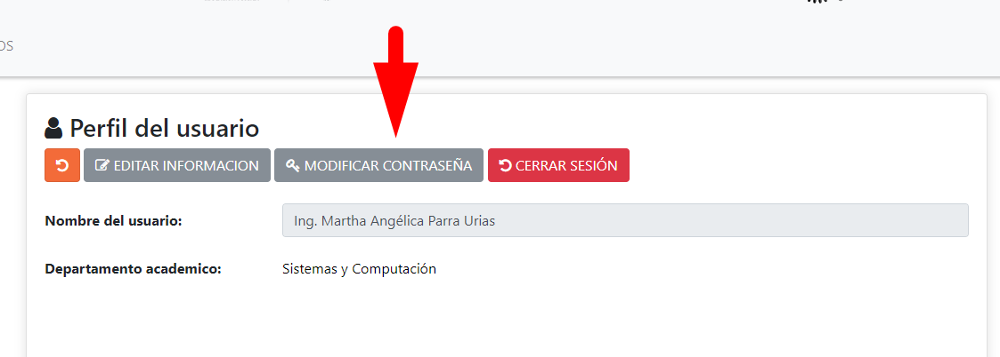 OS
Perfil del usuario
EDITAR INFORMACION MODIFICAR CONTRASEÑA CERRAR SESIÓN
Nombre del usuario: Ing. Martha Angélica Parra Urias
Departamento academico: Sistemas y Computación